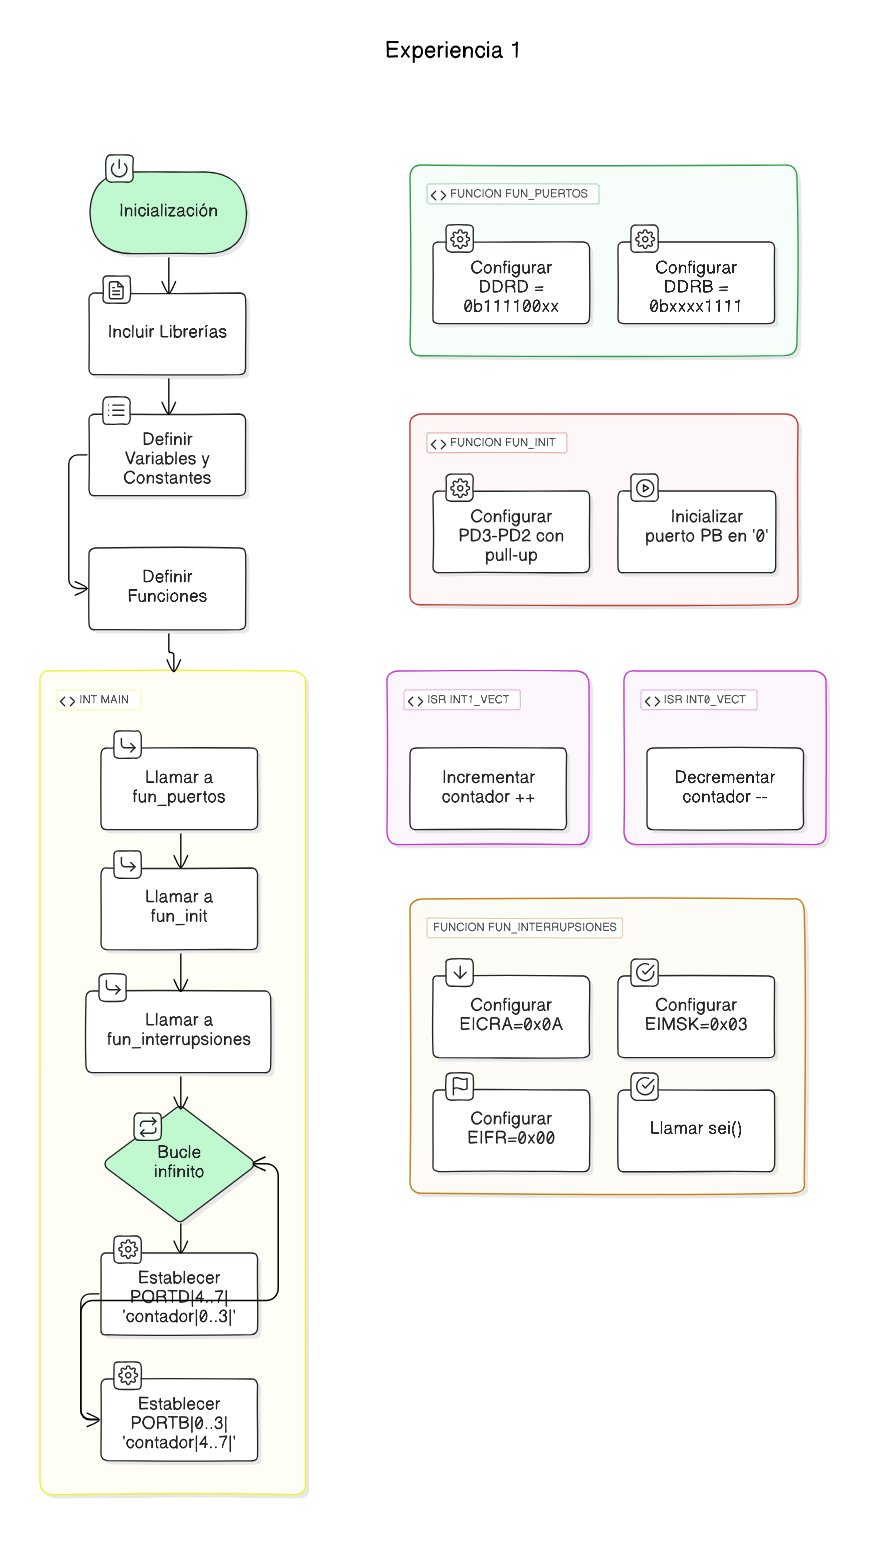 Experiencia 1
Inicialización
Incluir Librerías
Definir
Variables y
Constantes
Definir
Funciones
INT MAIN
Llamar a
fun_puertos
Llamar a
fun_init
Llamar a
fun_interrupsiones
Bucle
infinito
Establecer
PORTD|4..7|
'contador|0..3|'
Establecer
PORTB|0..3|
'contador|4..7|'
FUNCION FUN_PUERTOS
Configurar
DDRD =
0b111100xx
Configurar
DDRB =
0bxxxx1111
FUNCION FUN_INIT
Configurar
PD3-PD2 con
pull-up
Inicializar
puerto PB en '0'
ISR INT1_VECT
Incrementar
contador ++
ISR INT0_VECT
Decrementar
contador --
FUNCION FUN_INTERRUPSIONES
Configurar
EICRA=0x0A
Configurar
EIMSK=0x03
Configurar
EIFR=0x00
Llamar sei()